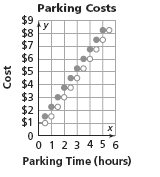 Parking Costs
y
$9
$8
$7
$6
$5
$4
$3
$2
$1
0
Cost
x
0 1 2 3 4 5 6
Parking Time (hours)